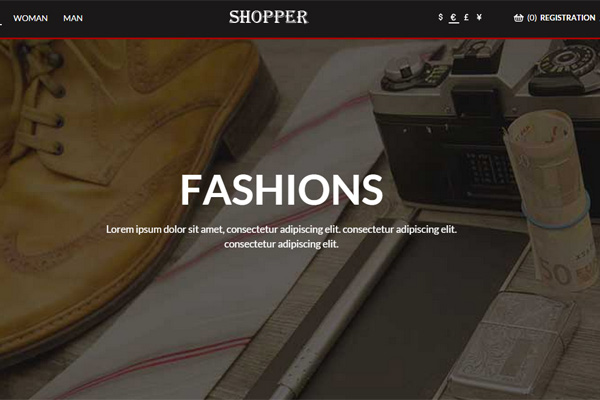 WOMAN MAN SHOPPER $ € £ ¥ (0) REGISTRATION
FASHIONS
Lorem ipsum dolor sit amet, consectetur adipiscing elit. consectetur adipiscing elit.
consectetur adipiscing elit.
50